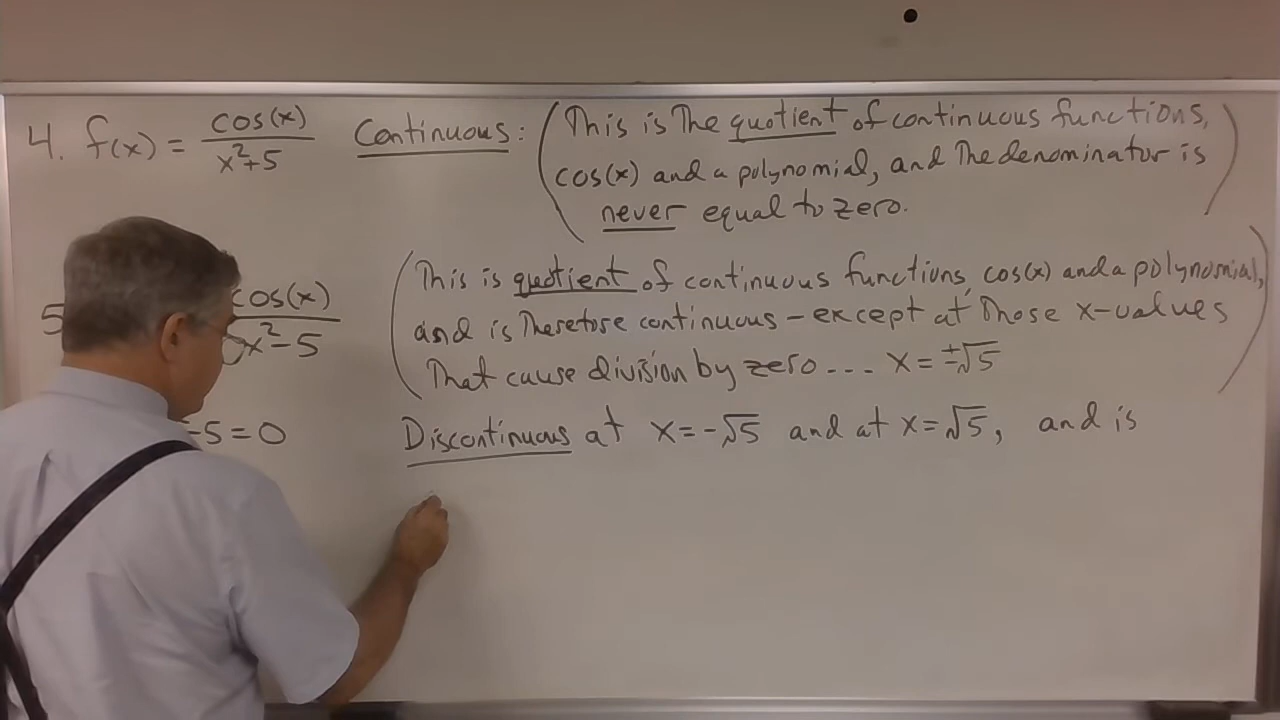 4. f(x) = cos(x) / x²+5 Continuous: (This is The quotient of continuous functions,
cos(x) and a polynomial, and The denominator is
never equal to zero.)
5 cos(x) / x²-5 (This is quotient of continuous functions, cos(x) and a polynomial,
and is Therefore continuous - except at Those x-values
That cause division by zero... x = ±√5)
-5 = 0 Discontinuous at x = -√5 and at x = √5, and is